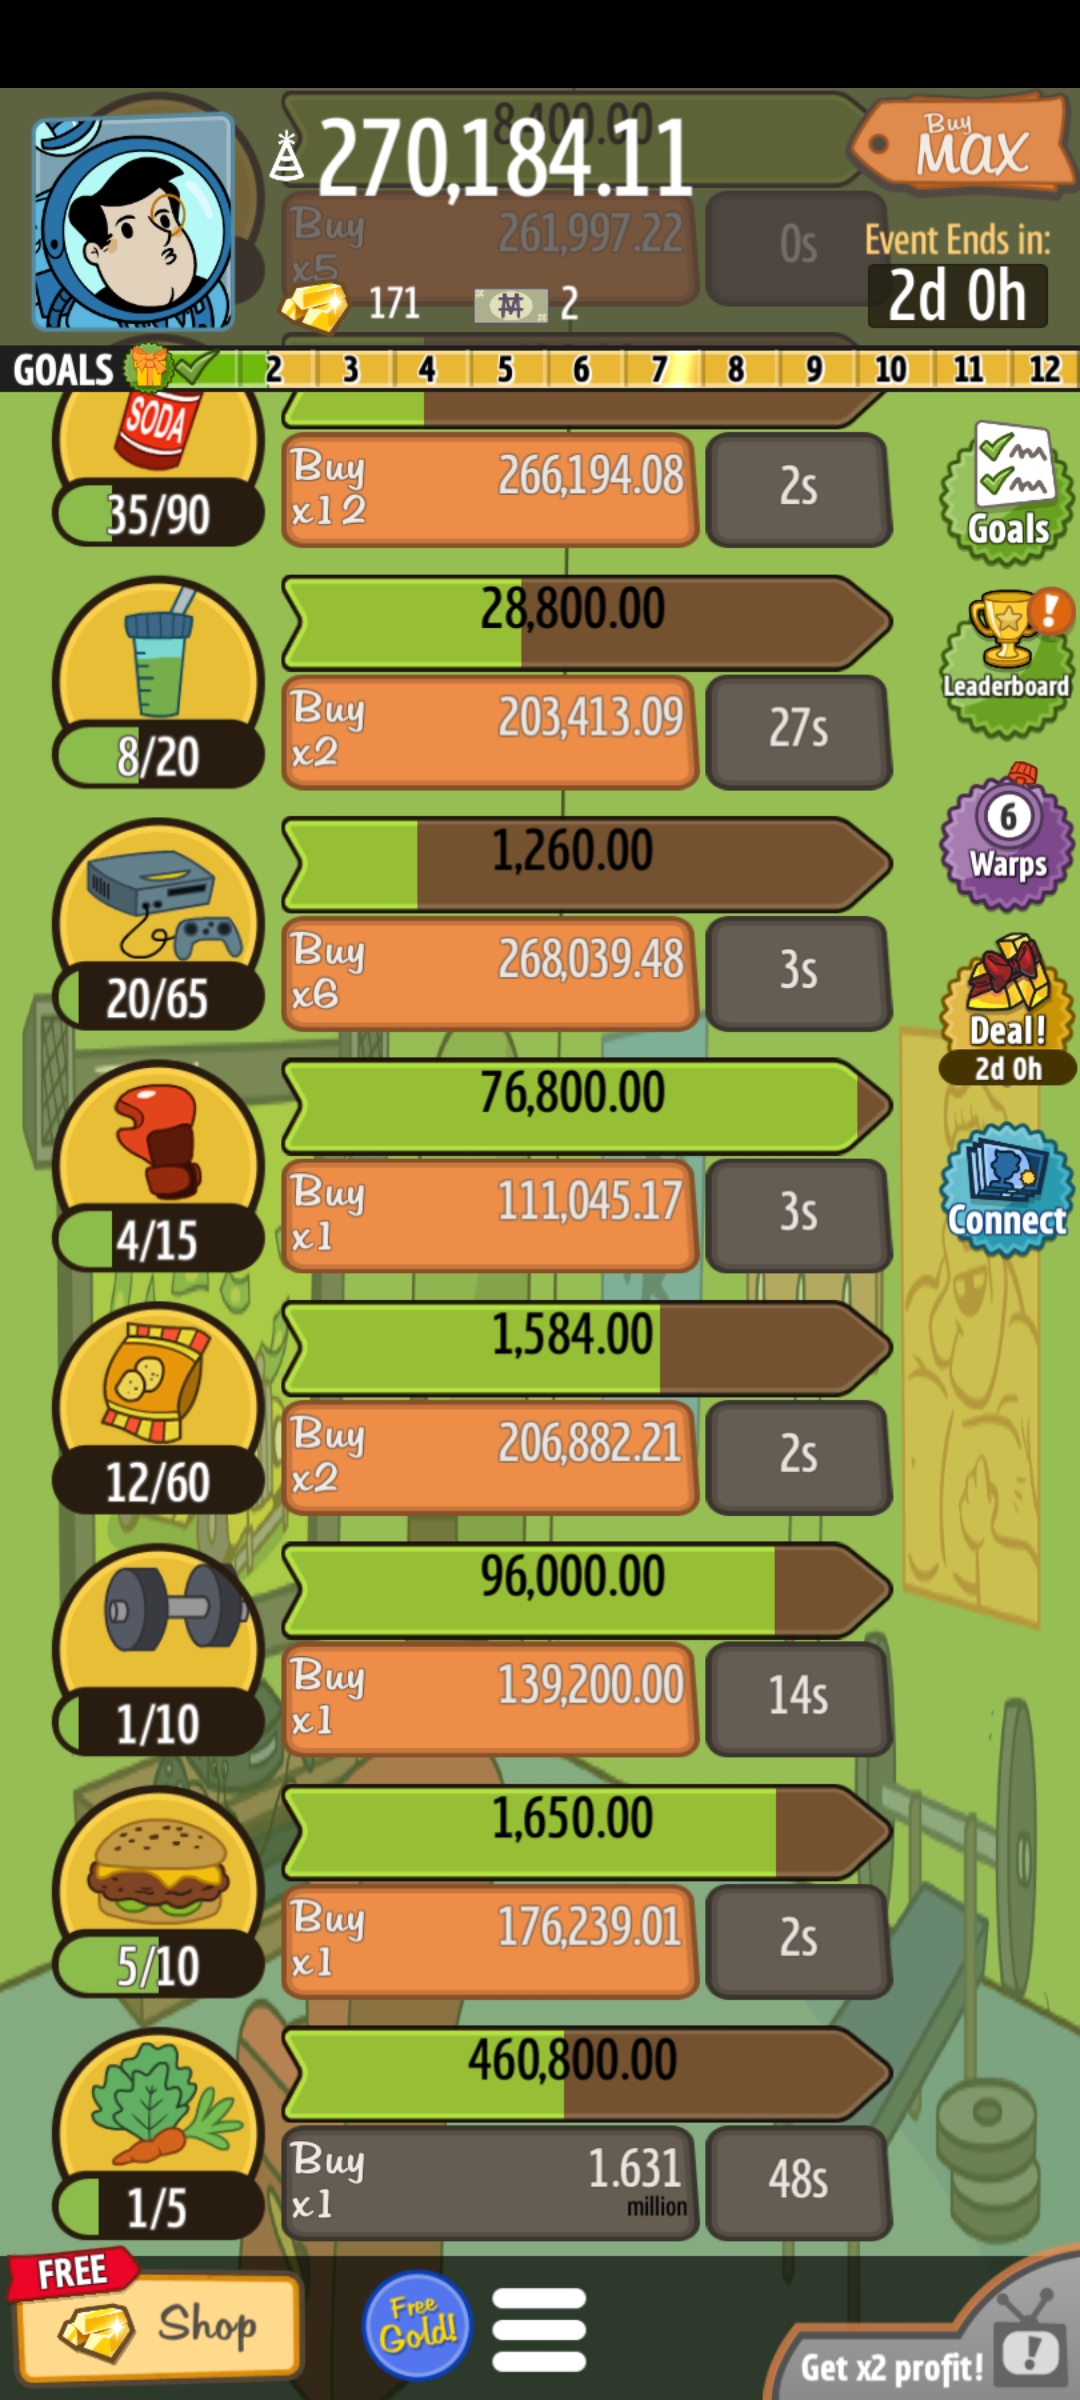 8,400.00
270,184.11
Buy
MAX
Buy
x5
261,997.22
0s
Event Ends in:
2d 0h
171
2
GOALS
2
3
4
5
6
7
8
9
10
11
12
SODA
35/90
Buy
x12
266,194.08
2s
Goals
28,800.00
8/20
Buy
x2
203,413.09
27s
!
Leaderboard
1,260.00
20/65
Buy
x6
268,039.48
3s
6
Warps
Deal!
2d 0h
76,800.00
4/15
Buy
x1
111,045.17
3s
Connect
1,584.00
12/60
Buy
x2
206,882.21
2s
96,000.00
1/10
Buy
x1
139,200.00
14s
1,650.00
5/10
Buy
x1
176,239.01
2s
460,800.00
1/5
Buy
x1
1.631
million
48s
FREE
Shop
Free
Gold!
Get x2 profit!
!